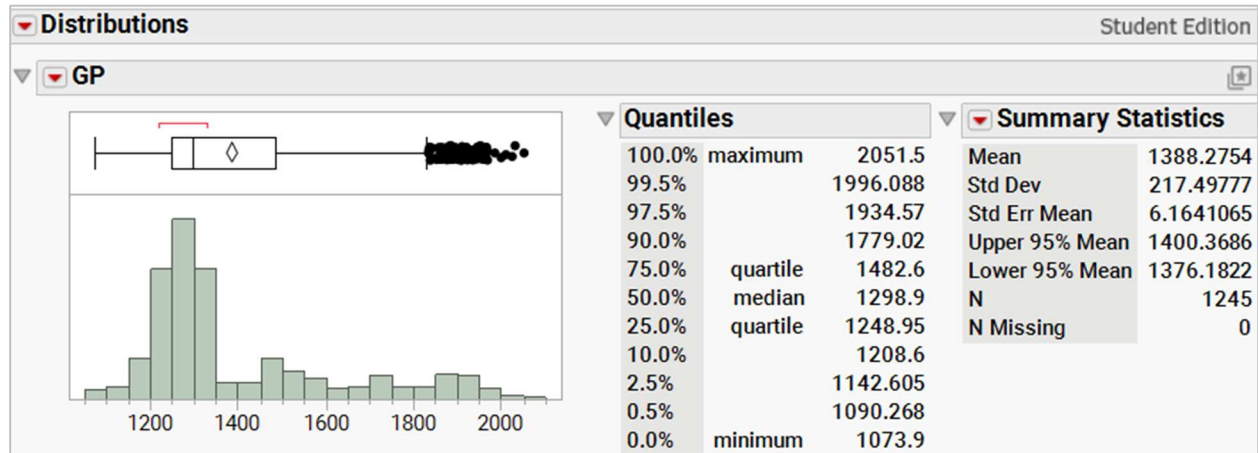 Distributions
Student Edition
GP
1200 1400 1600 1800 2000
Quantiles
100.0% maximum 2051.5
99.5% 1996.088
97.5% 1934.57
90.0% 1779.02
75.0% quartile 1482.6
50.0% median 1298.9
25.0% quartile 1248.95
10.0% 1208.6
2.5% 1142.605
0.5% 1090.268
0.0% minimum 1073.9
Summary Statistics
Mean 1388.2754
Std Dev 217.49777
Std Err Mean 6.1641065
Upper 95% Mean 1400.3686
Lower 95% Mean 1376.1822
N 1245
N Missing 0